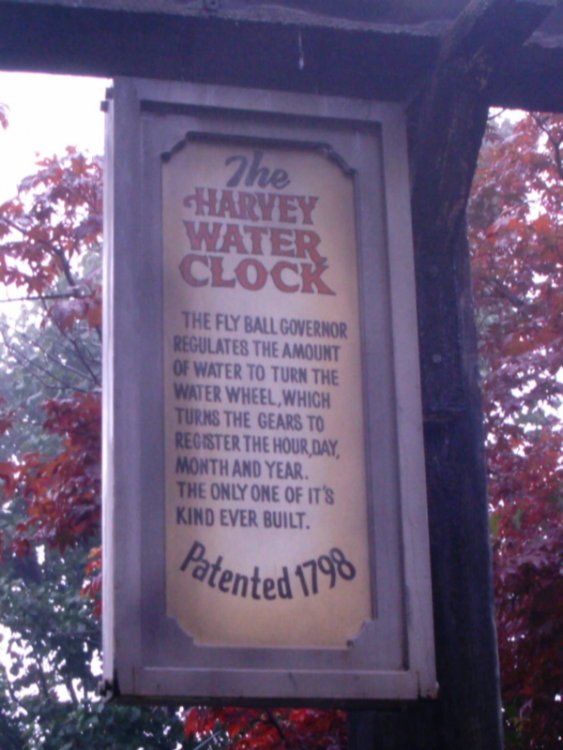 The
HARVEY
WATER
CLOCK
THE FLY BALL GOVERNOR
REGULATES THE AMOUNT
OF WATER TO TURN THE
WATER WHEEL, WHICH
TURNS THE GEARS TO
REGISTER THE HOUR, DAY,
MONTH AND YEAR.
THE ONLY ONE OF IT'S
KIND EVER BUILT.
Patented 1798